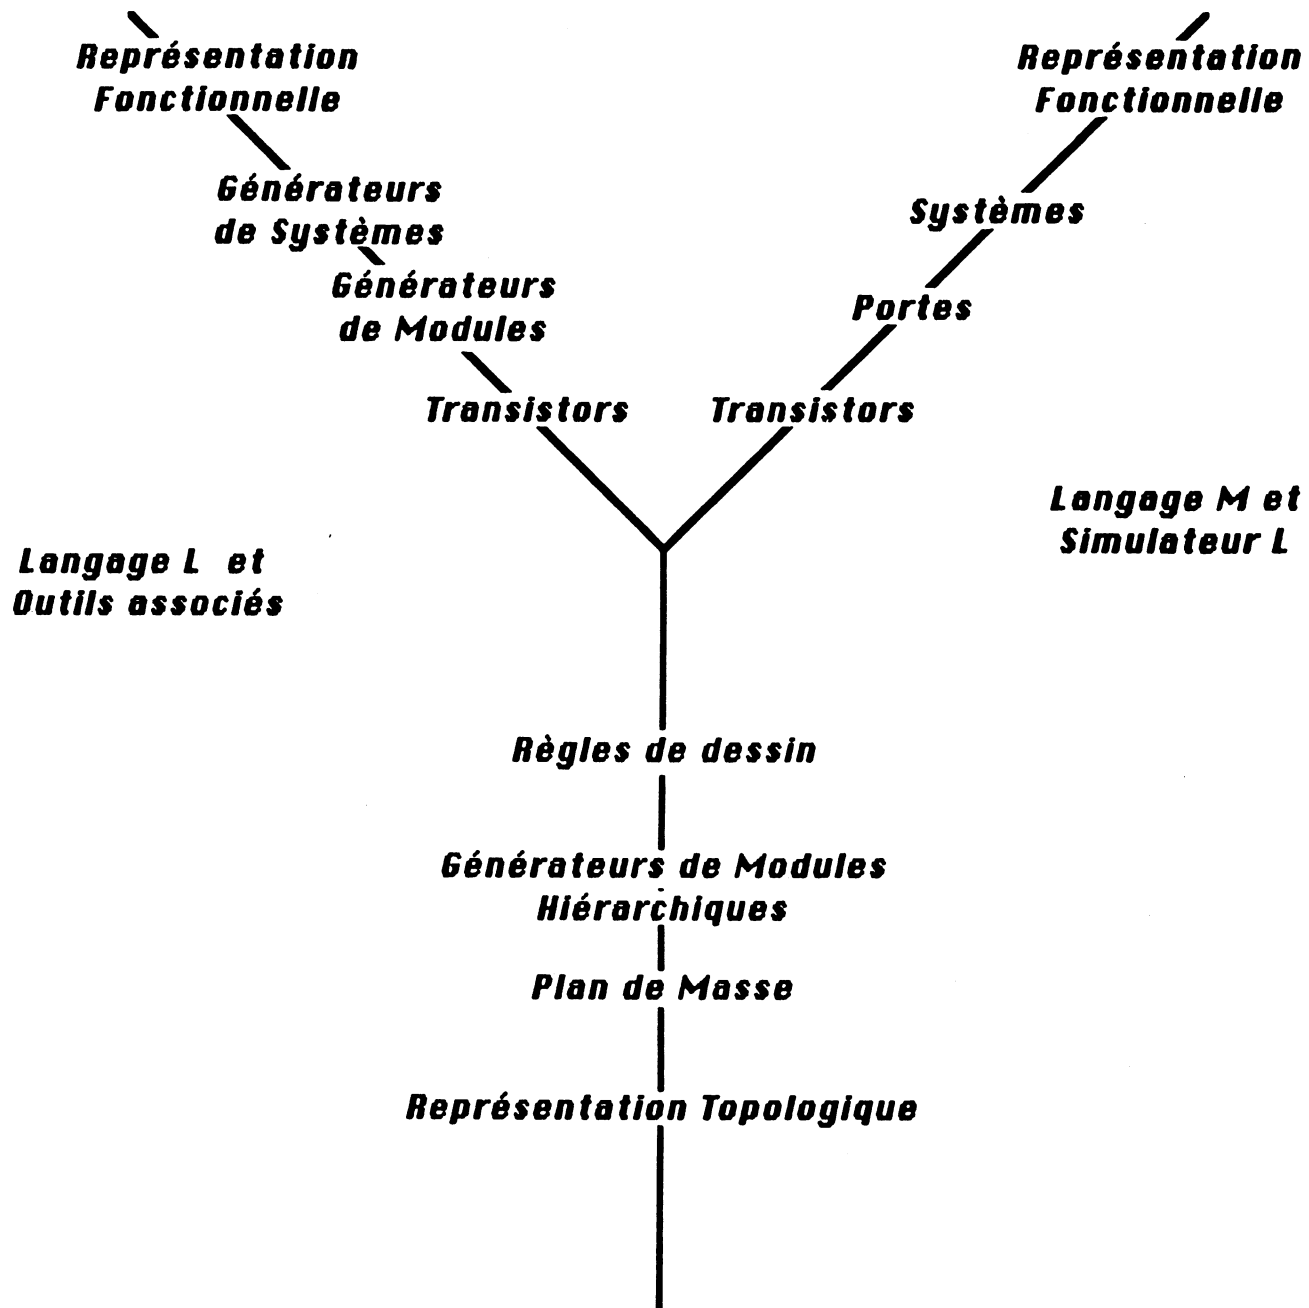 Représentation
Fonctionnelle
Représentation
Fonctionnelle
Générateurs
de Systèmes
Systèmes
Générateurs
de Modules
Portes
Transistors
Transistors
Langage M et
Simulateur L
Langage L et
Outils associés
Règles de dessin
Générateurs de Modules
Hiérarchiques
Plan de Masse
Représentation Topologique